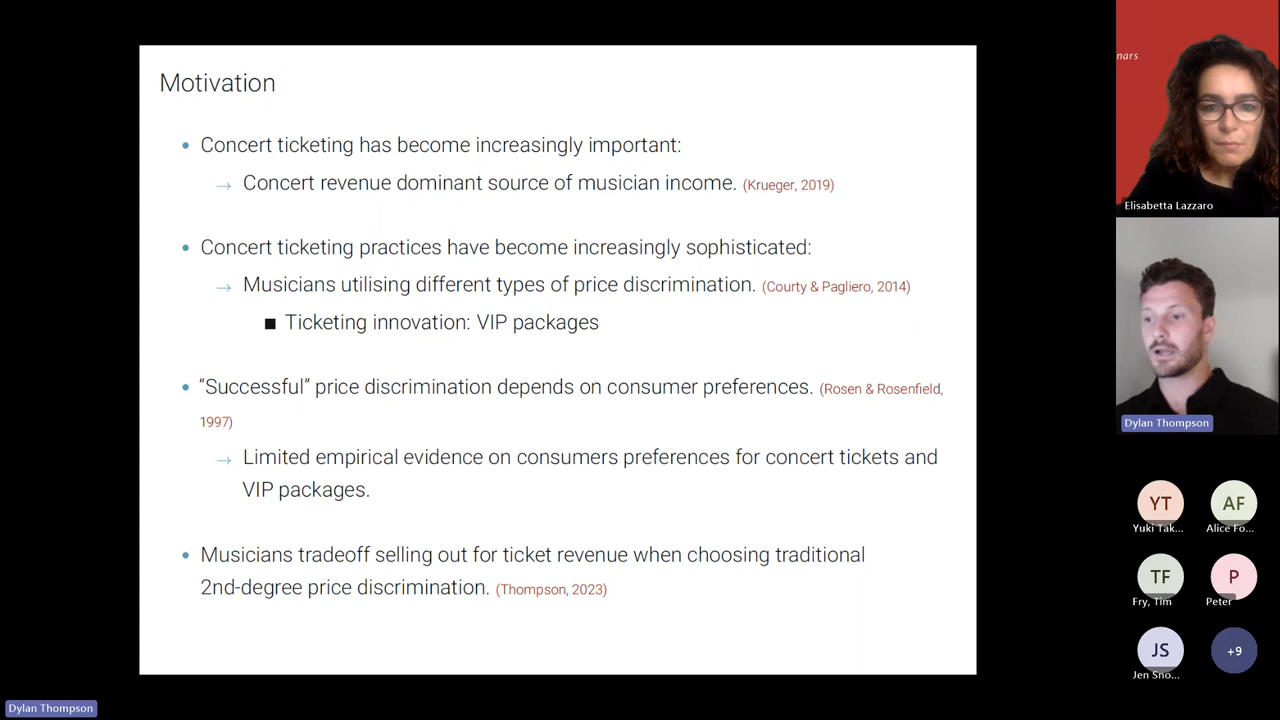 Motivation
• Concert ticketing has become increasingly important:
→ Concert revenue dominant source of musician income. (Krueger, 2019)
• Concert ticketing practices have become increasingly sophisticated:
→ Musicians utilising different types of price discrimination. (Courty & Pagliero, 2014)
■ Ticketing innovation: VIP packages
• “Successful” price discrimination depends on consumer preferences. (Rosen & Rosenfield,
1997)
→ Limited empirical evidence on consumers preferences for concert tickets and
VIP packages.
• Musicians tradeoff selling out for ticket revenue when choosing traditional
2nd-degree price discrimination. (Thompson, 2023)
nars
Elisabetta Lazzaro
Dylan Thompson
YT
Yuki Tak...
AF
Alice Fo...
TF
Fry, Tim
P
Peter
JS
Jen Sno...
+9
Dylan Thompson